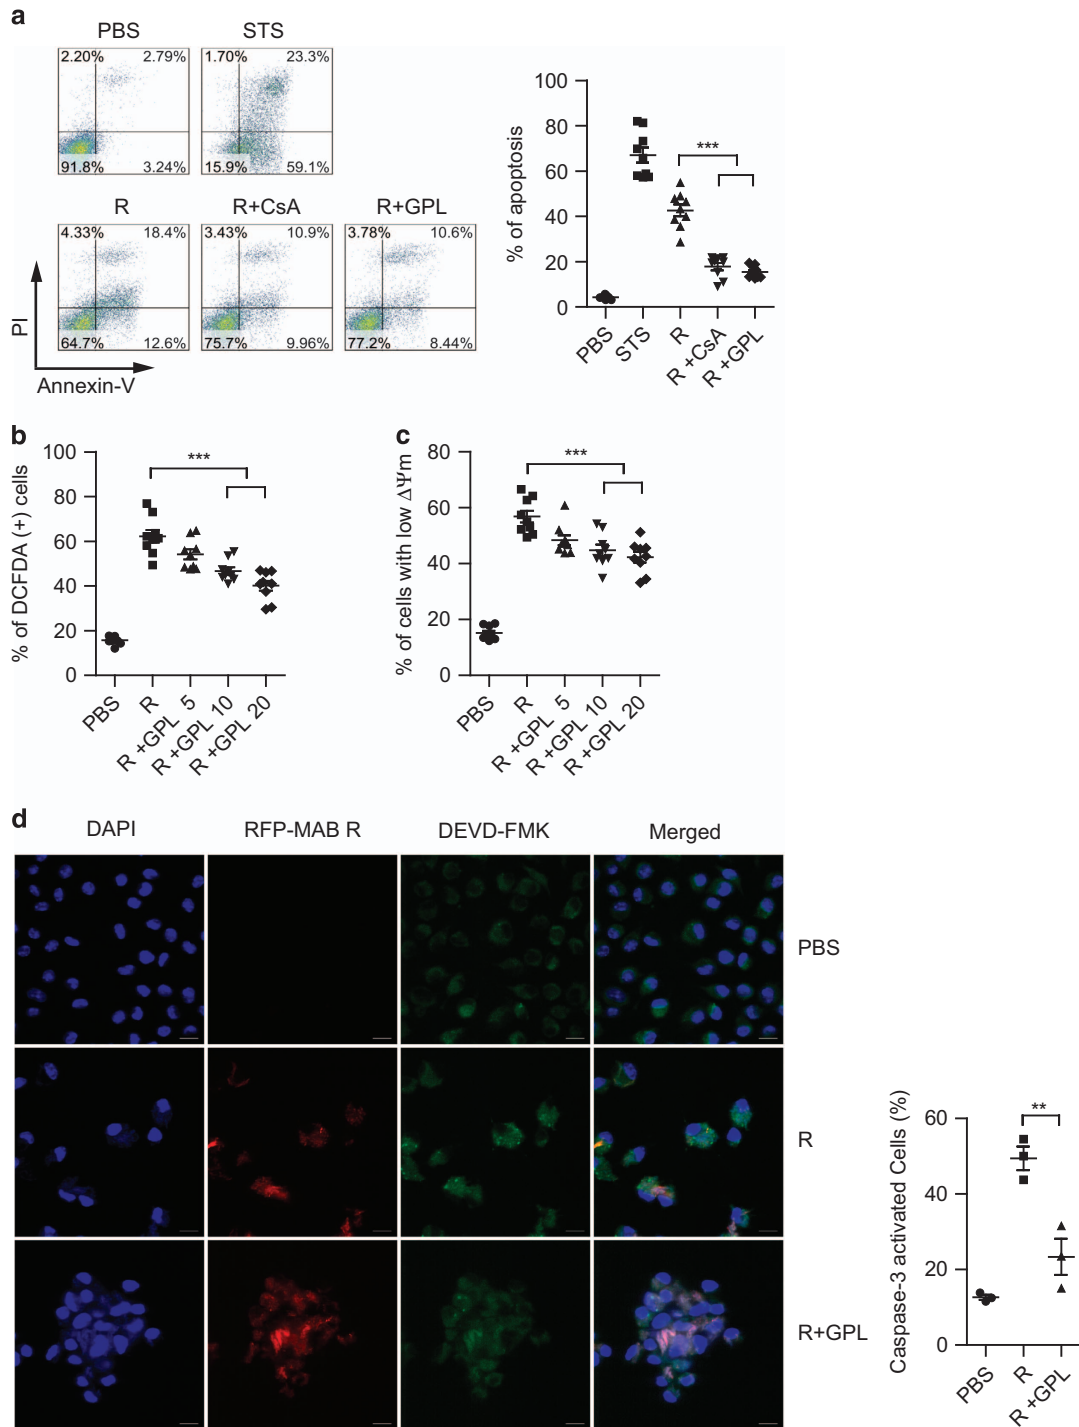 a
PBS
STS
2.20%
2.79%
91.8%
3.24%
1.70%
23.3%
15.9%
59.1%
R
R+CsA
R+GPL
4.33%
18.4%
64.7%
12.6%
3.43%
10.9%
75.7%
9.96%
3.78%
10.6%
77.2%
8.44%
PI
Annexin-V
% of apoptosis
100
80
60
40
20
0
***
PBS
STS
R
R +CsA
R +GPL
b
% of DCFDA (+) cells
100
80
60
40
20
0
***
PBS
R
R +GPL 5
R +GPL 10
R +GPL 20
c
% of cells with low ΔΨm
80
60
40
20
0
***
PBS
R
R +GPL 5
R +GPL 10
R +GPL 20
d
DAPI
RFP-MAB R
DEVD-FMK
Merged
PBS
R
R+GPL
Caspase-3 activated Cells (%)
60
40
20
0
**
PBS
R
R +GPL